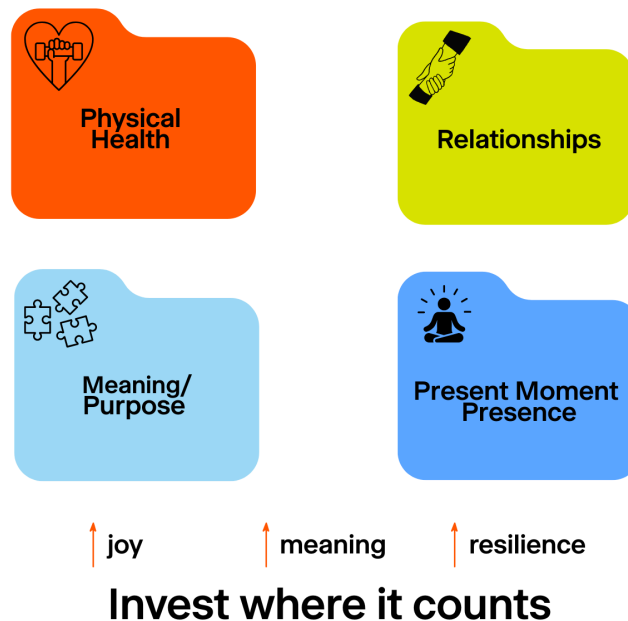 Physical
Health
Relationships
Meaning/
Purpose
Present Moment
Presence
joy
meaning
resilience
Invest where it counts